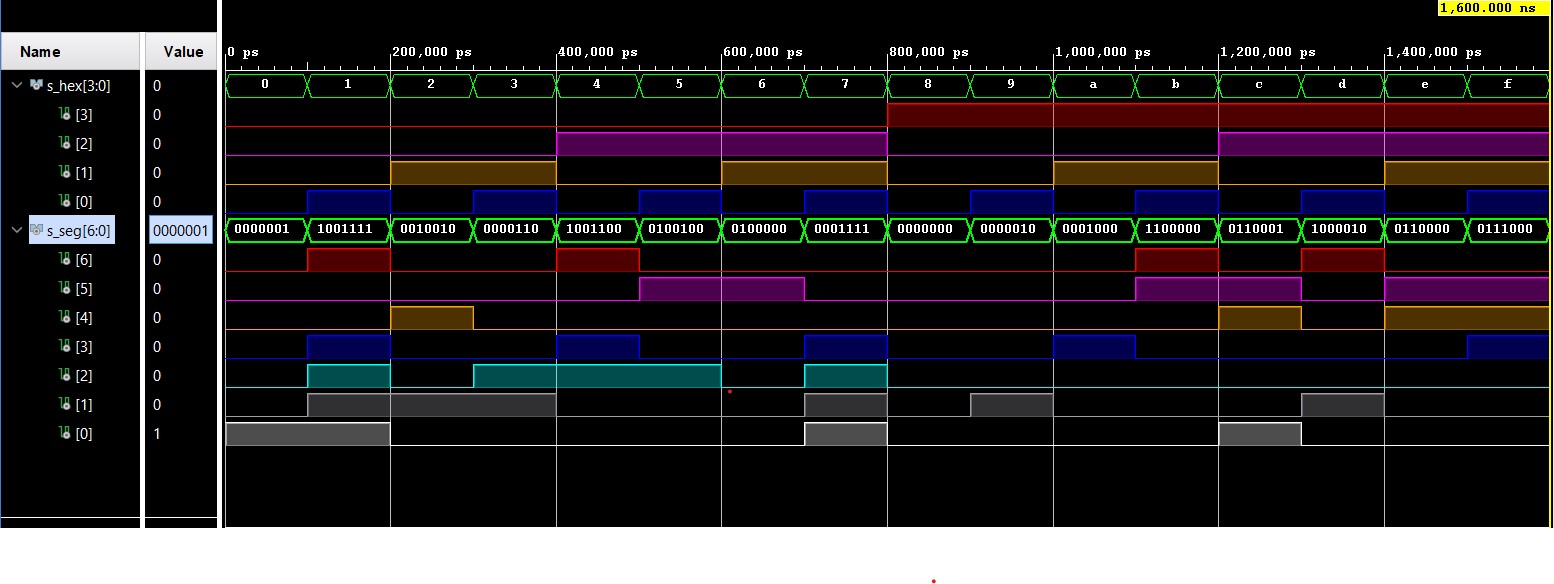 1,600.000 ns
Name Value 0 ps 200,000 ps 400,000 ps 600,000 ps 800,000 ps 1,000,000 ps 1,200,000 ps 1,400,000 ps
s_hex[3:0] 0 0 1 2 3 4 5 6 7 8 9 a b c d e f
[3] 0
[2] 0
[1] 0
[0] 0
s_seg[6:0] 0000001 0000001 1001111 0010010 0000110 1001100 0100100 0100000 0001111 0000000 0000010 0001000 1100000 0110001 1000010 0110000 0111000
[6] 0
[5] 0
[4] 0
[3] 0
[2] 0
[1] 0
[0] 1